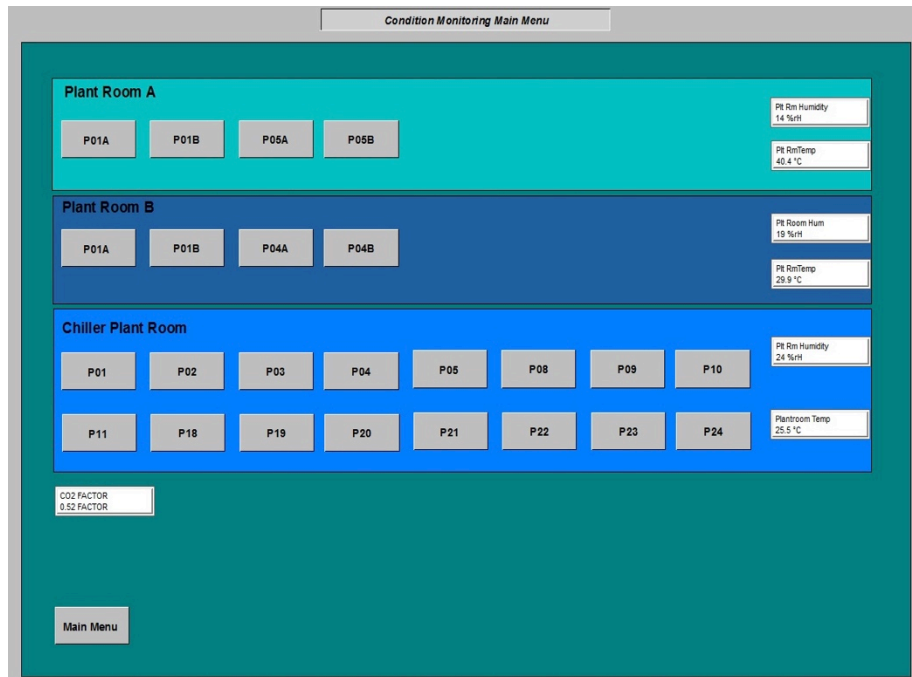 Condition Monitoring Main Menu
Plant Room A
P01A P01B P05A P05B
Plt Rm Humidity
14 %rH
Plt RmTemp
40.4 °C
Plant Room B
P01A P01B P04A P04B
Plt Room Hum
19 %rH
Plt RmTemp
29.9 °C
Chiller Plant Room
P01 P02 P03 P04 P05 P08 P09 P10
Plt Rm Humidity
24 %rH
P11 P18 P19 P20 P21 P22 P23 P24
Plantroom Temp
25.5 °C
CO2 FACTOR
0.52 FACTOR
Main Menu